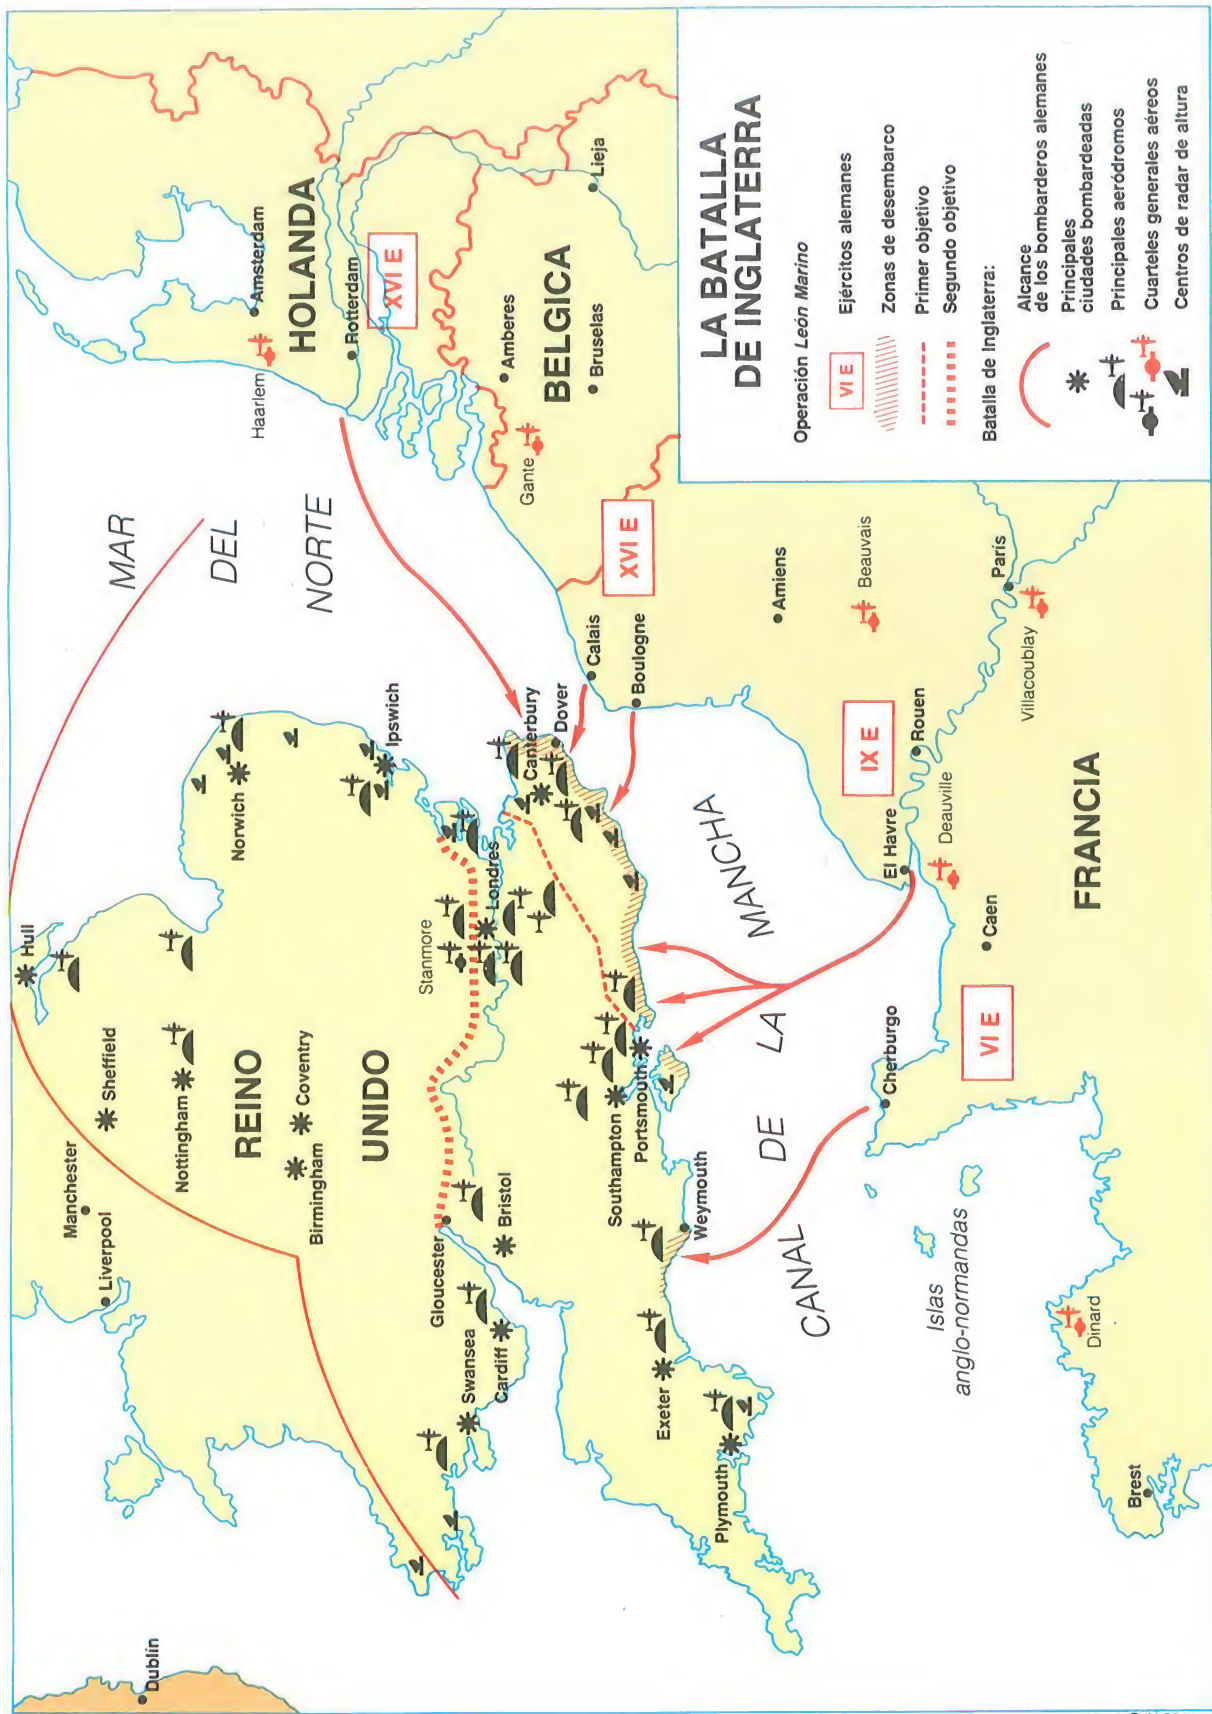 LA BATALLA
DE INGLATERRA
Operación León Marino
VI E
Ejércitos alemanes
Zonas de desembarco
Primer objetivo
Segundo objetivo
Batalla de Inglaterra:
Alcance
de los bombarderos alemanes
Principales
ciudades bombardeadas
Principales aeródromos
Cuarteles generales aéreos
Centros de radar de altura
MAR
DEL
NORTE
HOLANDA
Amsterdam
Haarlem
Rotterdam
XVI E
BELGICA
Amberes
Bruselas
Lieja
Gante
XVI E
Calais
Boulogne
Amiens
Beauvais
París
Villacoublay
IX E
Rouen
El Havre
Deauville
Caen
FRANCIA
VI E
Cherburgo
Islas
anglo-normandas
Dinard
Brest
CANAL
DE
LA
MANCHA
REINO
UNIDO
Hull
Sheffield
Manchester
Liverpool
Nottingham
Birmingham
Coventry
Norwich
Ipswich
Stanmore
Londres
Canterbury
Dover
Gloucester
Bristol
Swansea
Cardiff
Southampton
Portsmouth
Weymouth
Exeter
Plymouth
Dublín